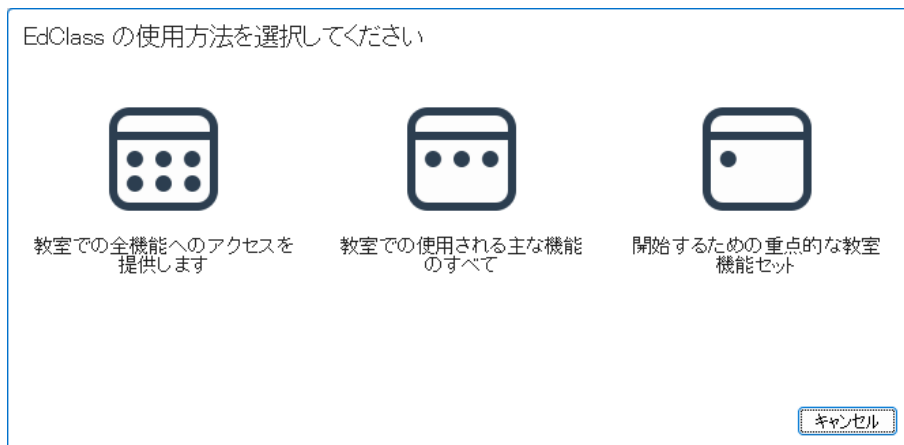 EdClass の使用方法を選択してください
教室での全機能へのアクセスを
提供します
教室での使用される主な機能
のすべて
開始するための重点的な教室
機能セット
キャンセル